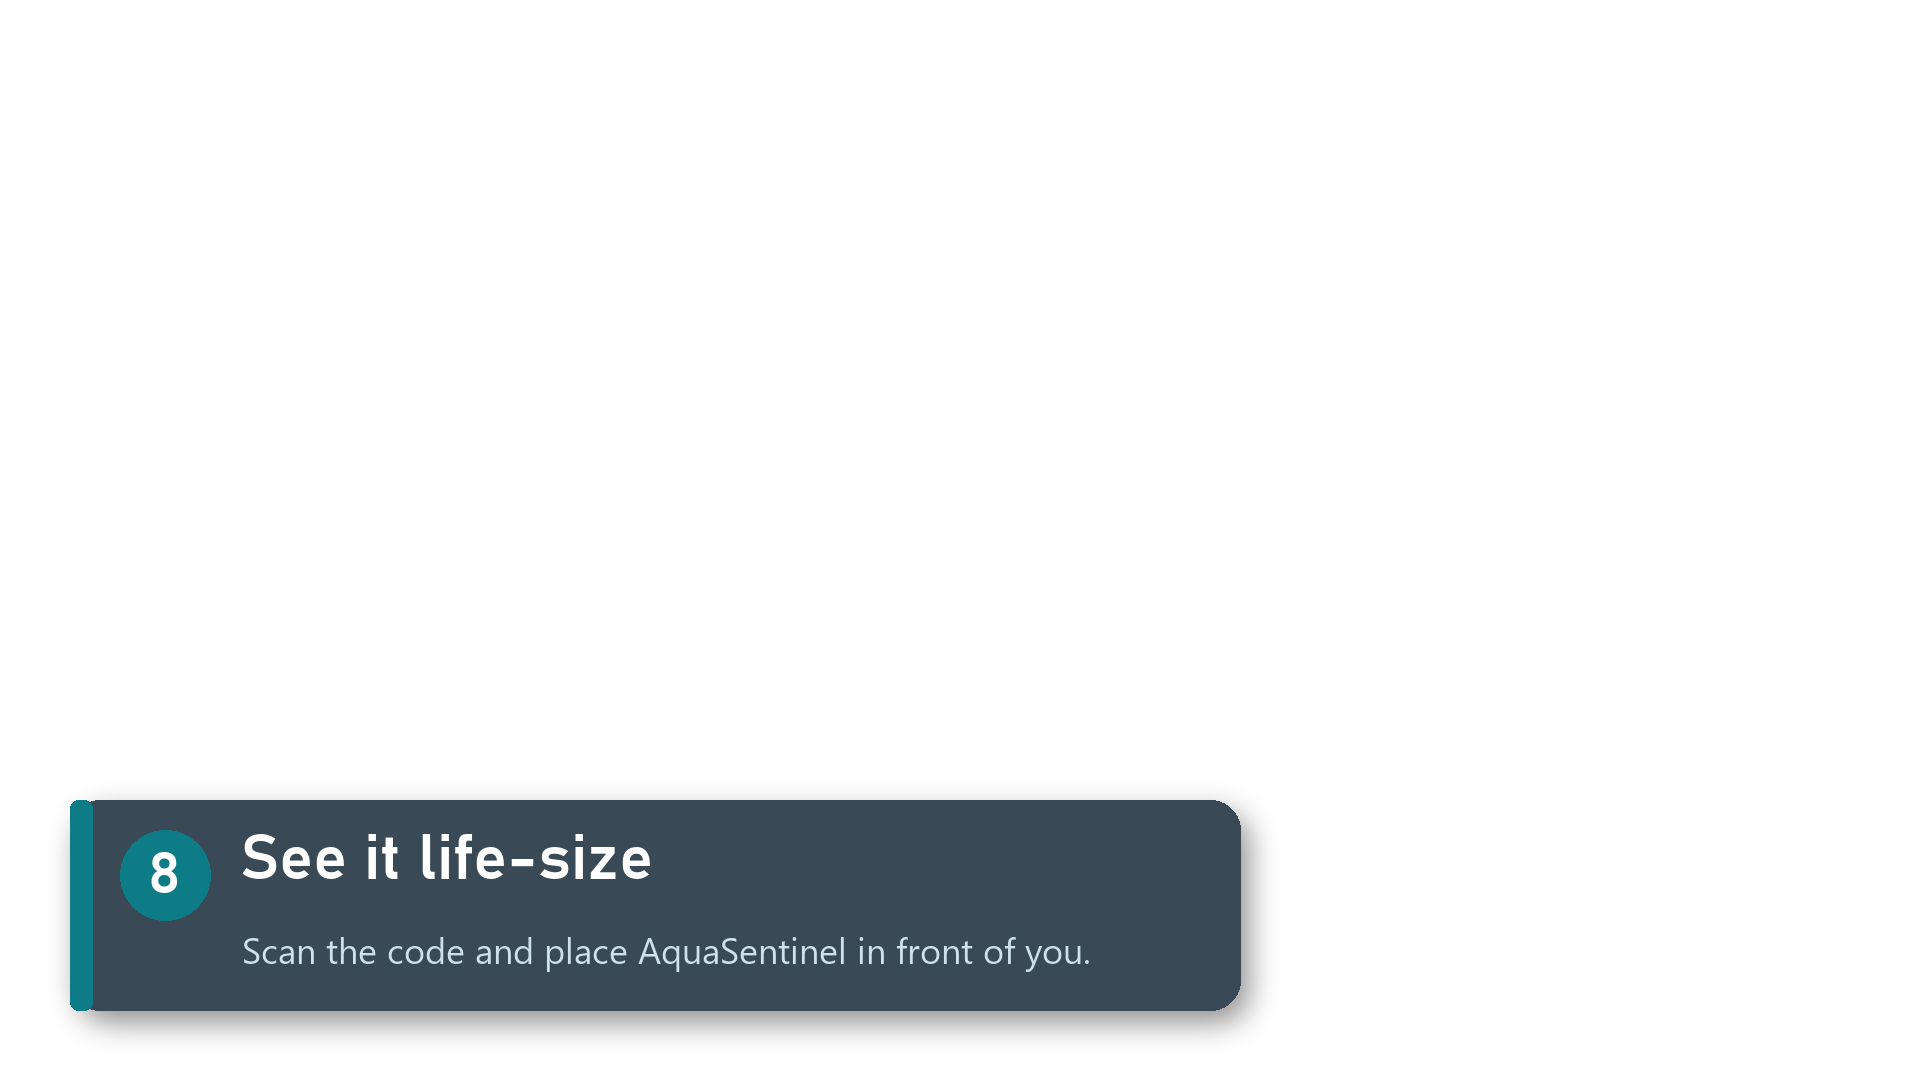 8
See it life-size
Scan the code and place AquaSentinel in front of you.